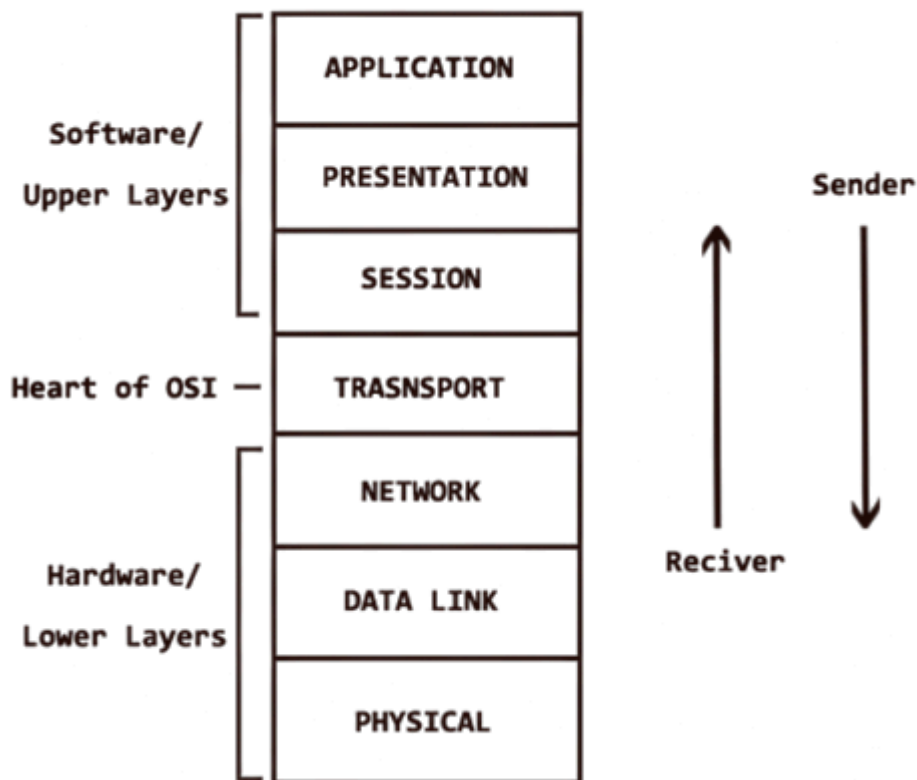 APPLICATION
Software/
Upper Layers
PRESENTATION
Sender
SESSION
Heart of OSI
TRASNSPORT
NETWORK
Reciver
Hardware/
Lower Layers
DATA LINK
PHYSICAL